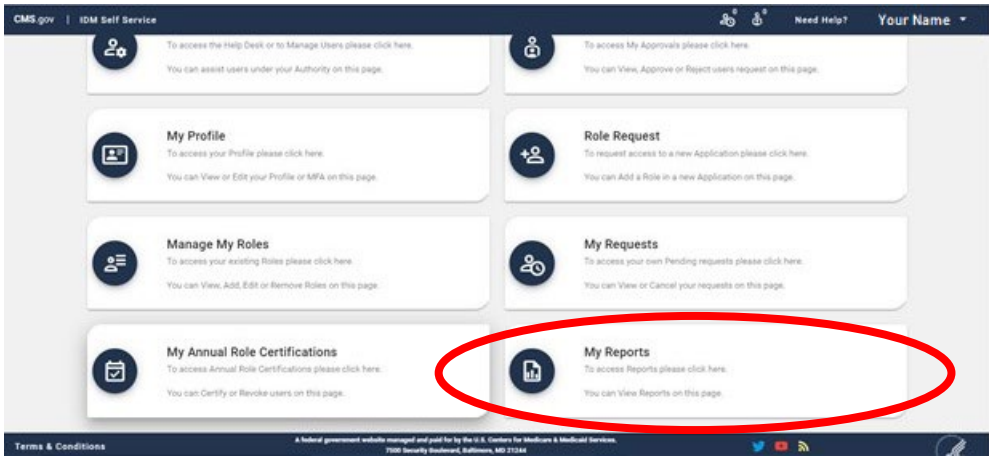 CMS.gov | IDM Self Service
0 0 Need Help? Your Name
To access the Help Desk or to Manage Users please click here.
You can assist users under your Authority on this page.
To access My Approvals please click here.
You can View, Approve or Reject users request on this page.
My Profile
To access your Profile please click here.
You can View or Edit your Profile or MFA on this page.
Role Request
To request access to a new Application please click here.
You can Add a Role in a new Application on this page.
Manage My Roles
To access your existing Roles please click here.
You can View, Add, Edit or Remove Roles on this page.
My Requests
To access your own Pending requests please click here.
You can View or Cancel your requests on this page.
My Annual Role Certifications
To access Annual Role Certifications please click here.
You can Certify or Revoke users on this page.
My Reports
To access Reports please click here.
You can View Reports on this page.
Terms & Conditions
A federal government website managed and paid for by the U.S. Centers for Medicare & Medicaid Services.
7500 Security Boulevard, Baltimore, MD 21244